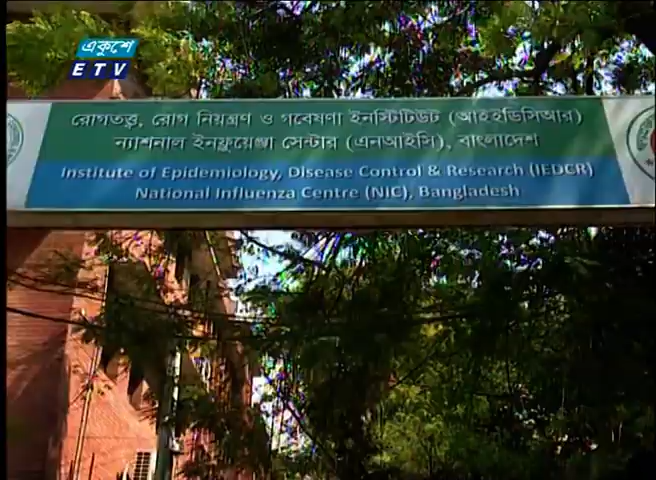 একুশে
ETV
রোগতত্ত্ব, রোগ নিয়ন্ত্রণ ও গবেষণা ইনস্টিটিউট (আইইডিসিআর)
ন্যাশনাল ইনফ্লুয়েঞ্জা সেন্টার (এনআইসি), বাংলাদেশ
Institute of Epidemiology, Disease Control & Research (IEDCR)
National Influenza Centre (NIC), Bangladesh